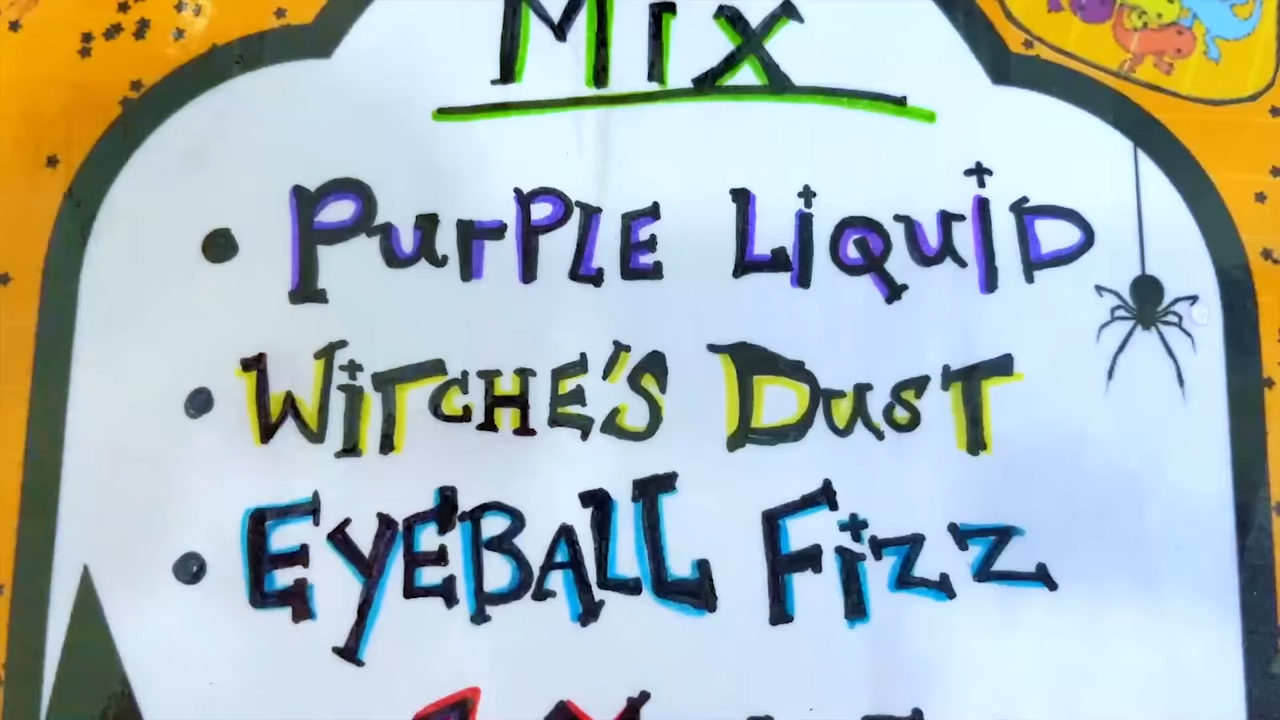 Mix
• Purple Liquid
• Witche's Dust
• Eyeball Fizz